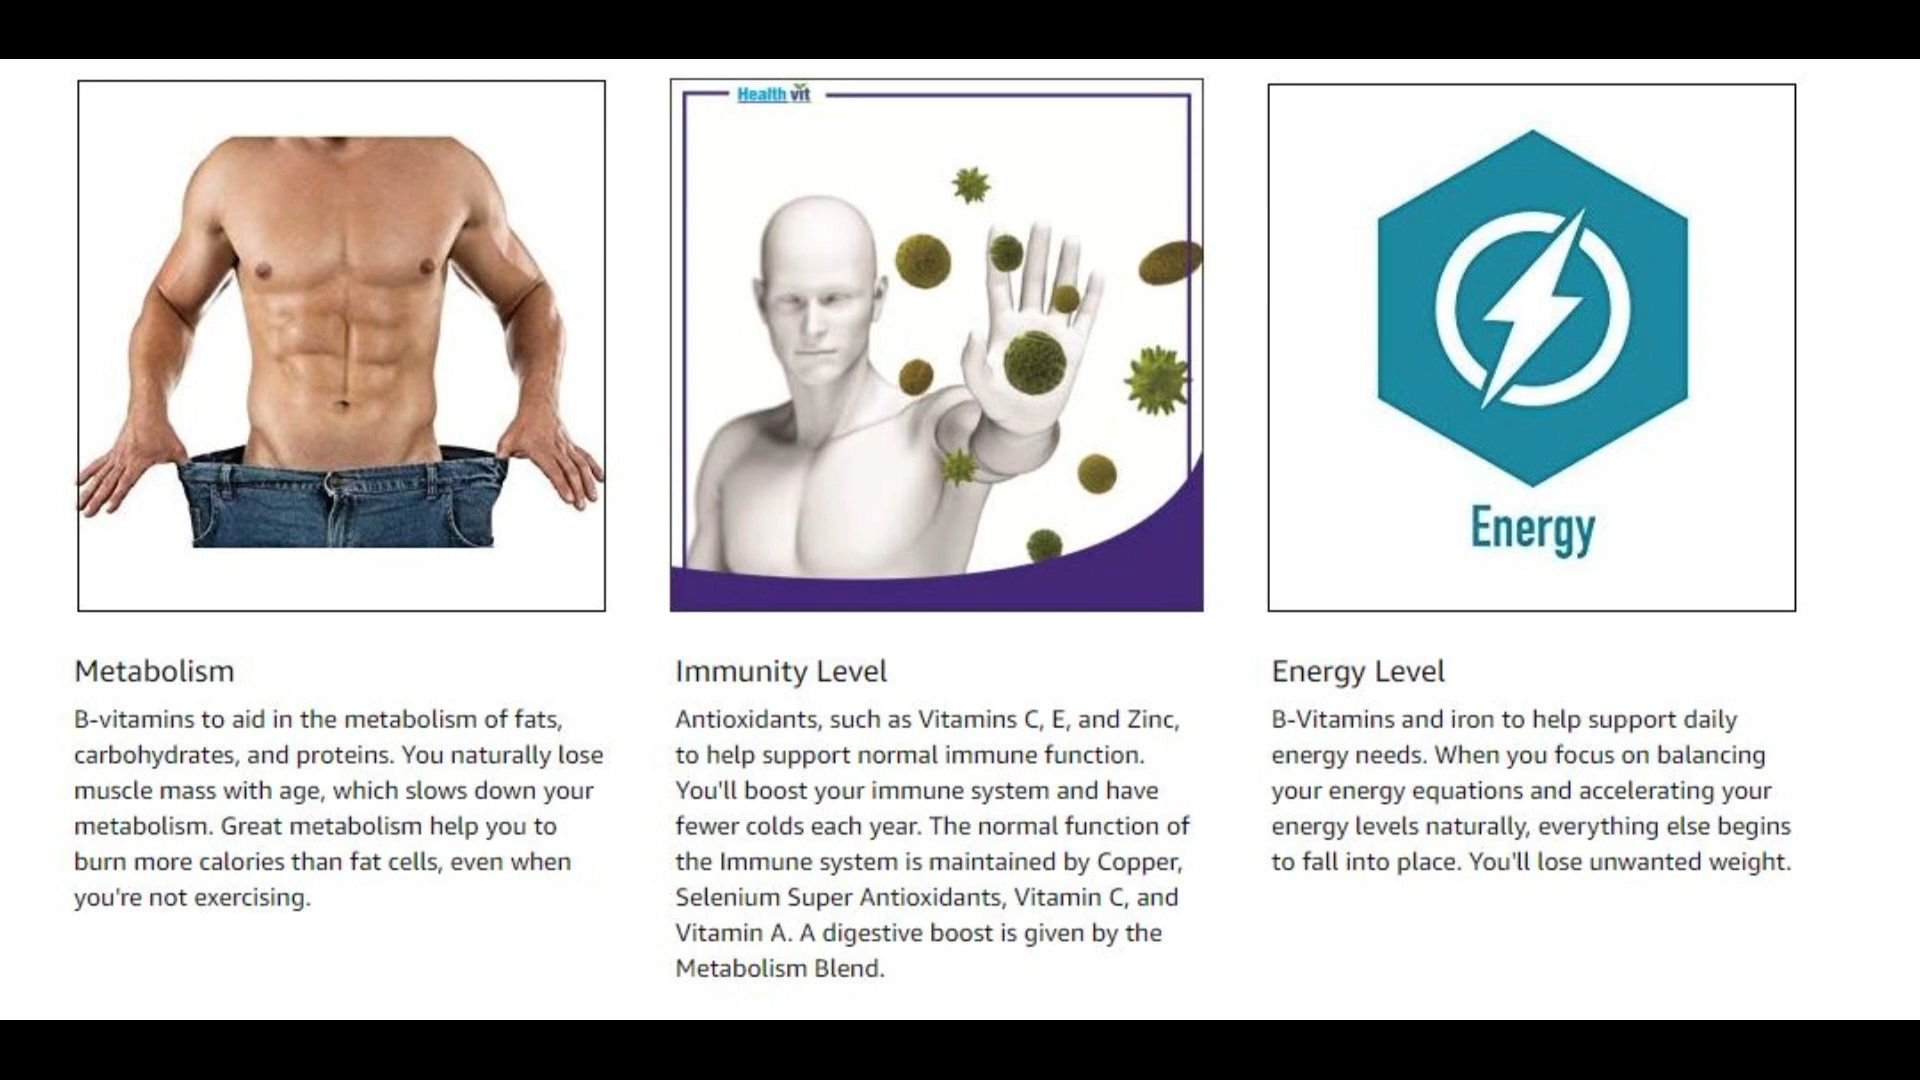 Health vit
Energy
Metabolism
B-vitamins to aid in the metabolism of fats,
carbohydrates, and proteins. You naturally lose
muscle mass with age, which slows down your
metabolism. Great metabolism help you to
burn more calories than fat cells, even when
you're not exercising.
Immunity Level
Antioxidants, such as Vitamins C, E, and Zinc,
to help support normal immune function.
You'll boost your immune system and have
fewer colds each year. The normal function of
the Immune system is maintained by Copper,
Selenium Super Antioxidants, Vitamin C, and
Vitamin A. A digestive boost is given by the
Metabolism Blend.
Energy Level
B-Vitamins and iron to help support daily
energy needs. When you focus on balancing
your energy equations and accelerating your
energy levels naturally, everything else begins
to fall into place. You'll lose unwanted weight.